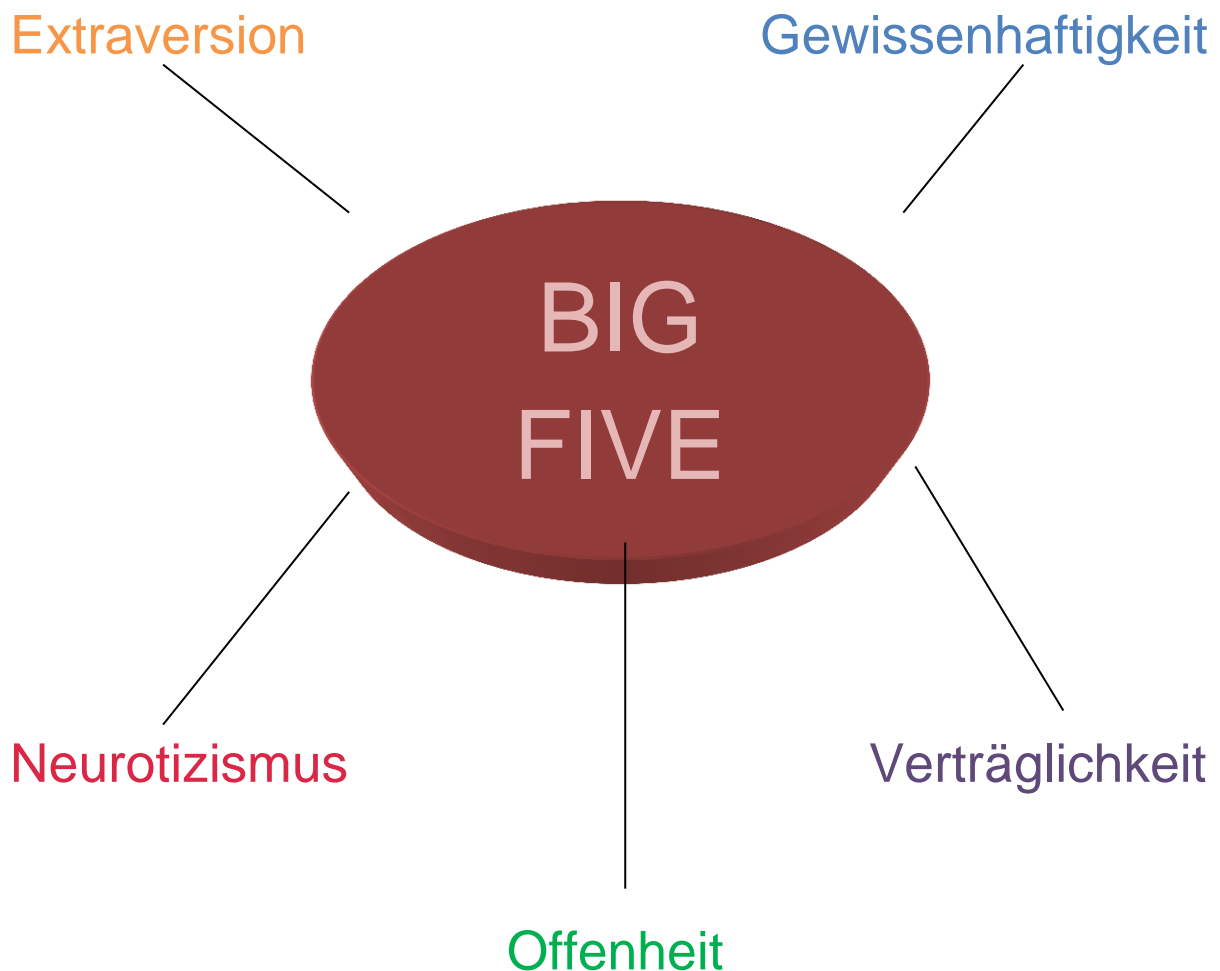 Extraversion
Gewissenhaftigkeit
BIG
FIVE
Neurotizismus
Verträglichkeit
Offenheit